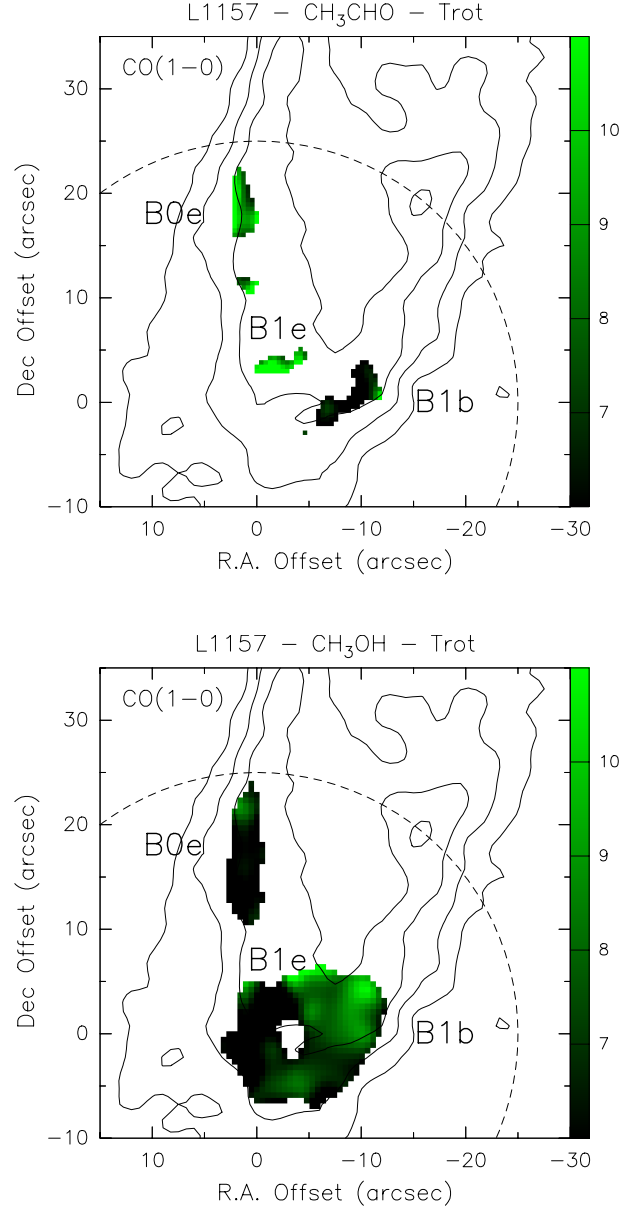 L1157 − CH₃CHO − Trot
CO(1−0)
30
20
10
0
−10
Dec Offset (arcsec)
B0e
B1e
B1b
10
9
8
7
10
0
−10
−20
−30
R.A. Offset (arcsec)
L1157 − CH₃OH − Trot
CO(1−0)
30
20
10
0
−10
Dec Offset (arcsec)
B0e
B1e
B1b
10
9
8
7
10
0
−10
−20
−30
R.A. Offset (arcsec)